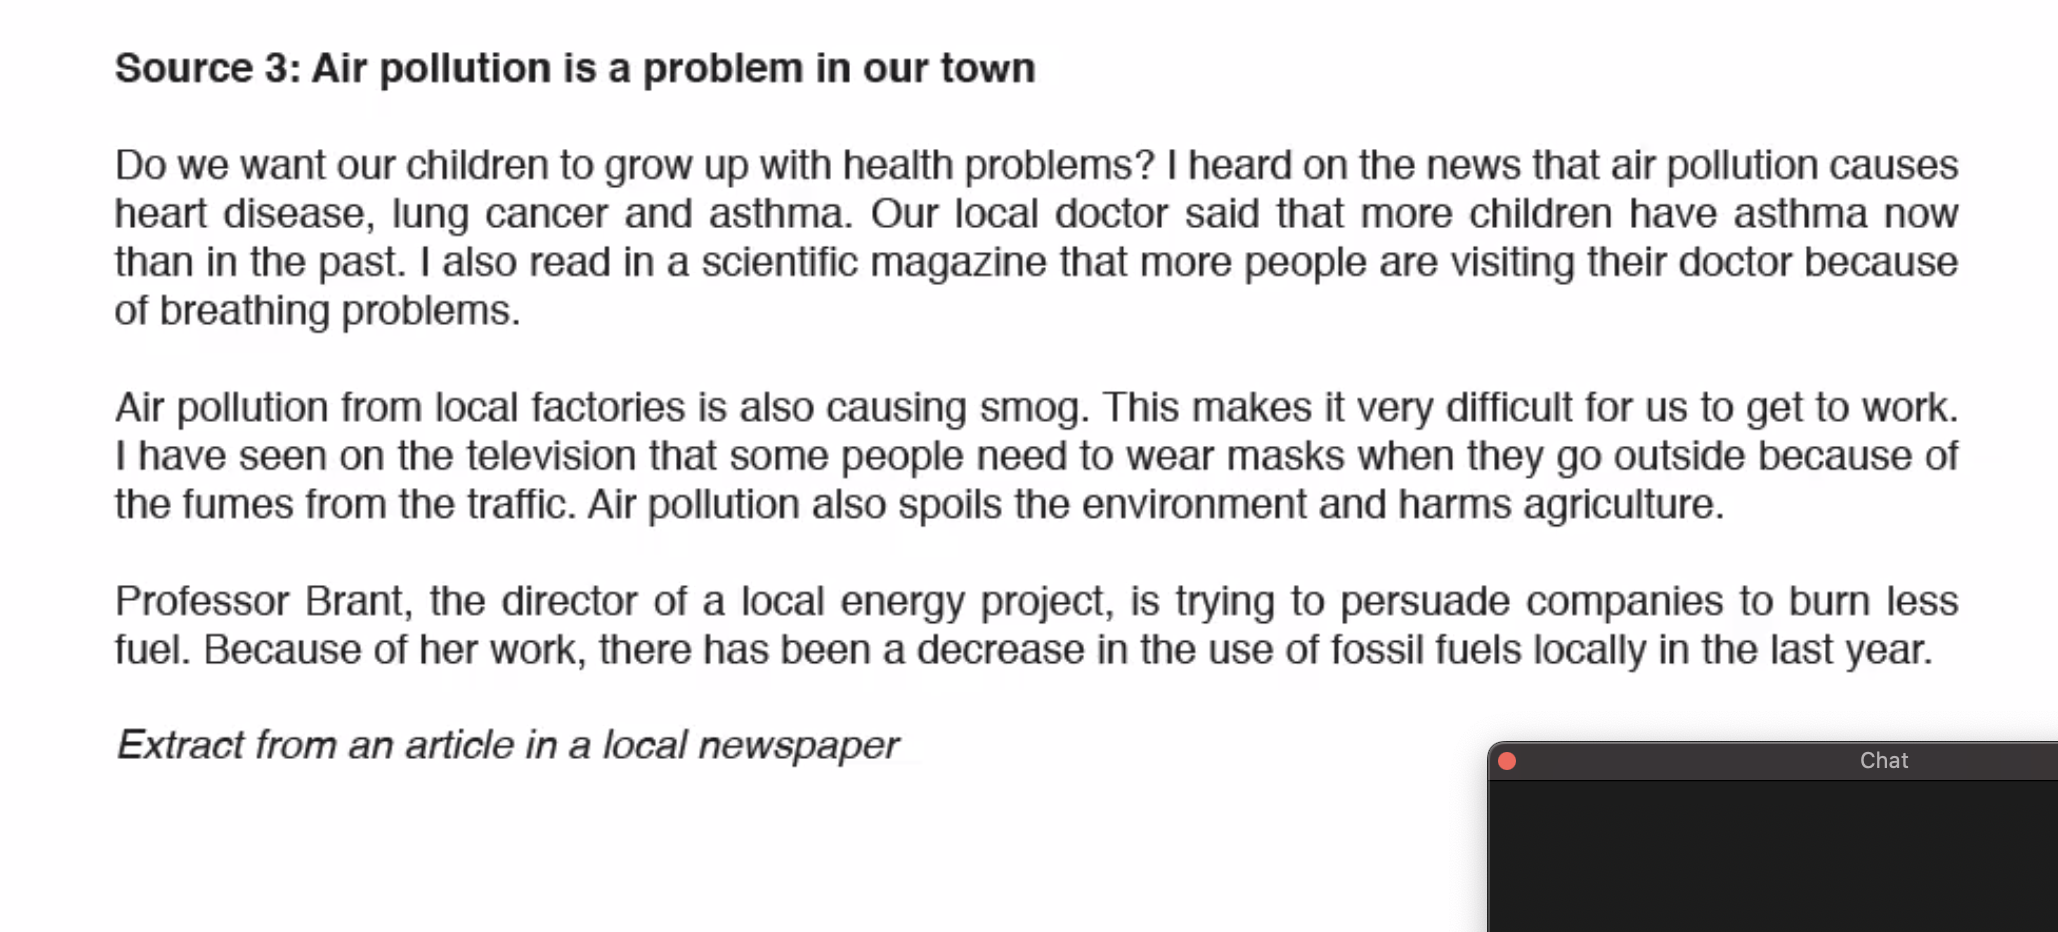 Source 3: Air pollution is a problem in our town
Do we want our children to grow up with health problems? I heard on the news that air pollution causes
heart disease, lung cancer and asthma. Our local doctor said that more children have asthma now
than in the past. I also read in a scientific magazine that more people are visiting their doctor because
of breathing problems.
Air pollution from local factories is also causing smog. This makes it very difficult for us to get to work.
I have seen on the television that some people need to wear masks when they go outside because of
the fumes from the traffic. Air pollution also spoils the environment and harms agriculture.
Professor Brant, the director of a local energy project, is trying to persuade companies to burn less
fuel. Because of her work, there has been a decrease in the use of fossil fuels locally in the last year.
Extract from an article in a local newspaper
Chat